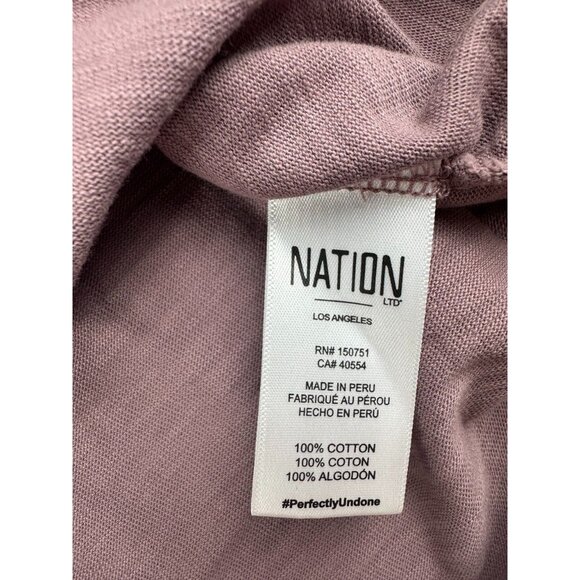 NATION
LTD
LOS ANGELES
RN# 150751
CA# 40554
MADE IN PERU
FABRIQUÉ AU PÉROU
HECHO EN PERÚ
100% COTTON
100% COTON
100% ALGODÓN
#PerfectlyUndone